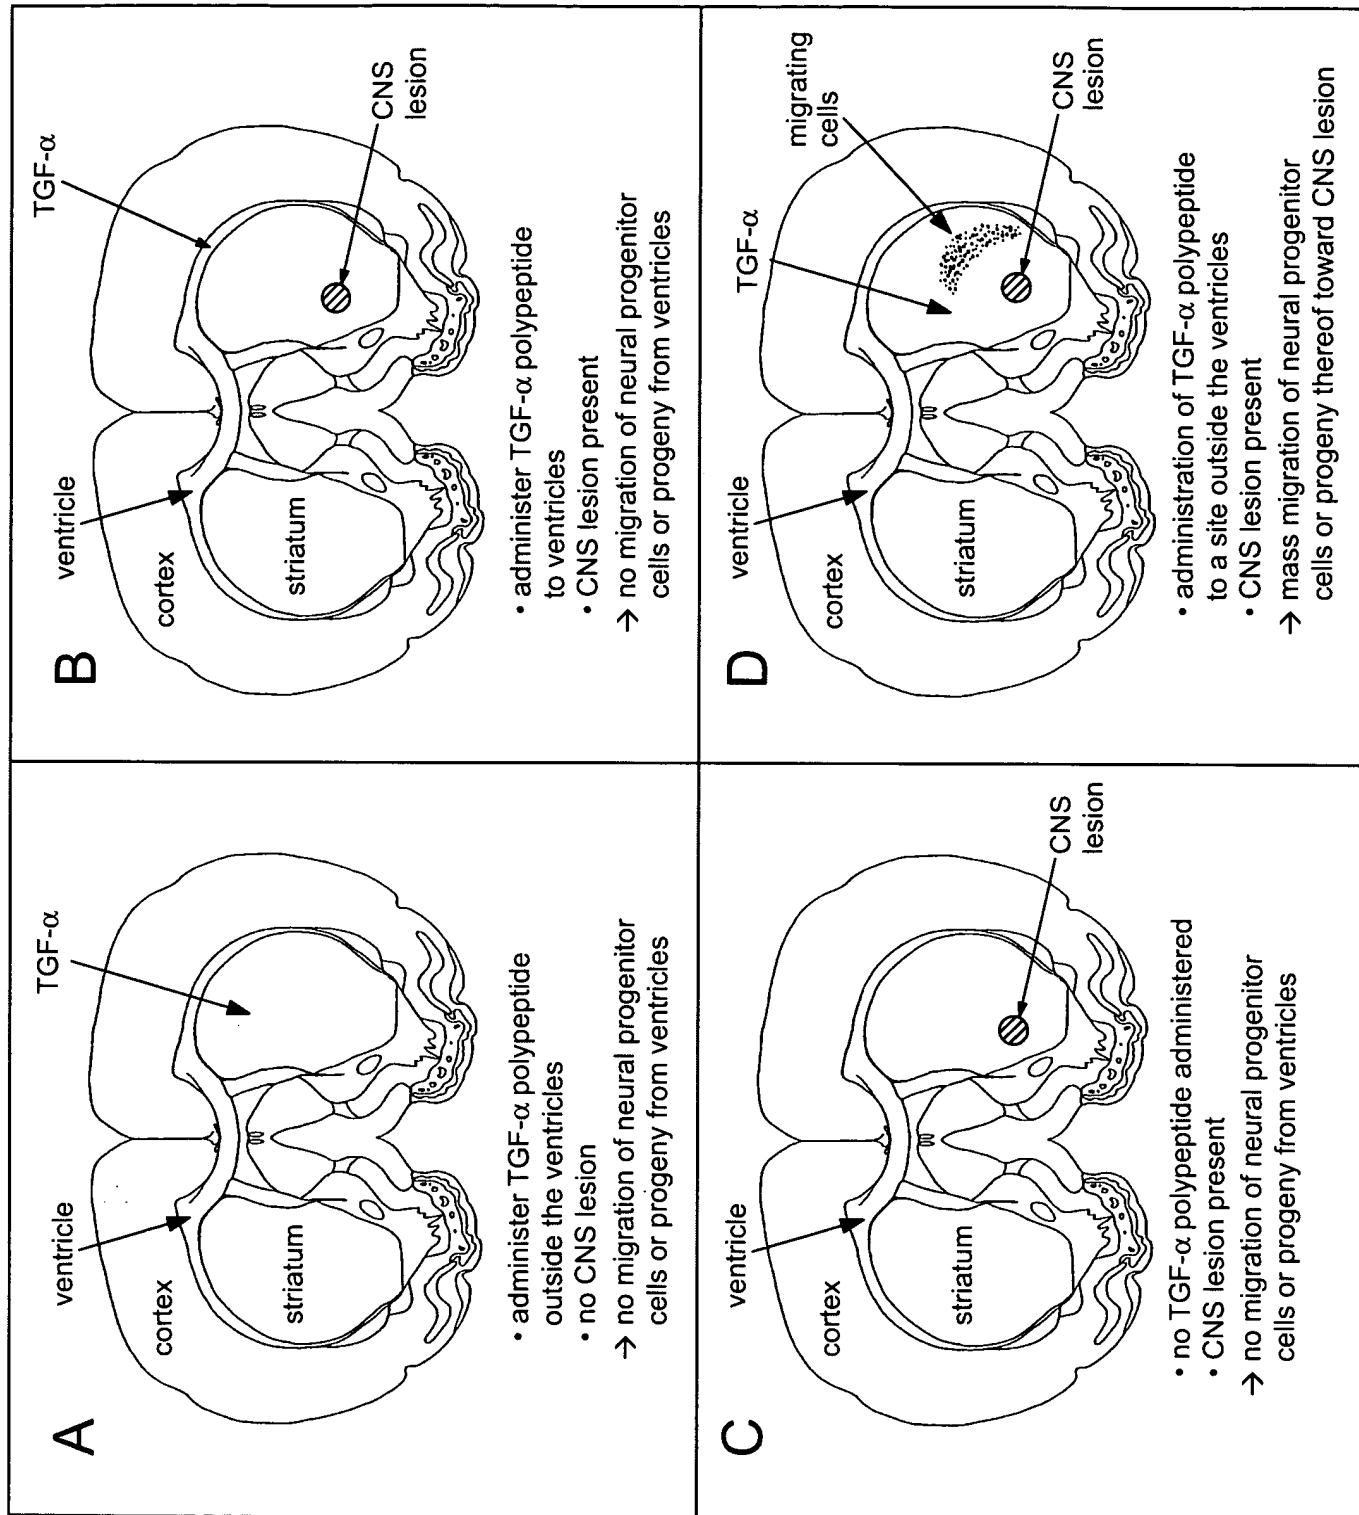 A
ventricle
TGF-α
cortex
striatum
• administer TGF-α polypeptide
outside the ventricles
• no CNS lesion
→ no migration of neural progenitor
cells or progeny from ventricles
B
ventricle
TGF-α
cortex
striatum
CNS
lesion
• administer TGF-α polypeptide
to ventricles
• CNS lesion present
→ no migration of neural progenitor
cells or progeny from ventricles
C
ventricle
cortex
striatum
CNS
lesion
• no TGF-α polypeptide administered
• CNS lesion present
→ no migration of neural progenitor
cells or progeny from ventricles
D
ventricle
TGF-α
migrating
cells
cortex
striatum
CNS
lesion
• administration of TGF-α polypeptide
to a site outside the ventricles
• CNS lesion present
→ mass migration of neural progenitor
cells or progeny thereof toward CNS lesion